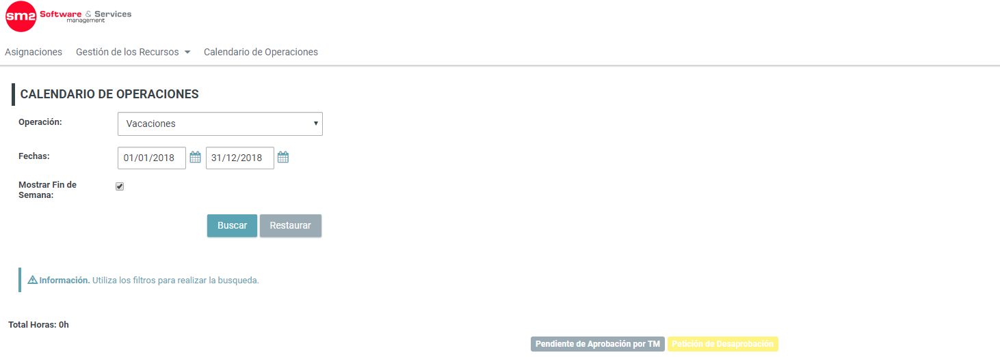 sm2 Software & Services
management
Asignaciones Gestión de los Recursos Calendario de Operaciones
CALENDARIO DE OPERACIONES
Operación: Vacaciones
Fechas: 01/01/2018 31/12/2018
Mostrar Fin de
Semana:
Buscar Restaurar
Información. Utiliza los filtros para realizar la busqueda.
Total Horas: 0h
Pendiente de Aprobación por TM Petición de Desaprobación